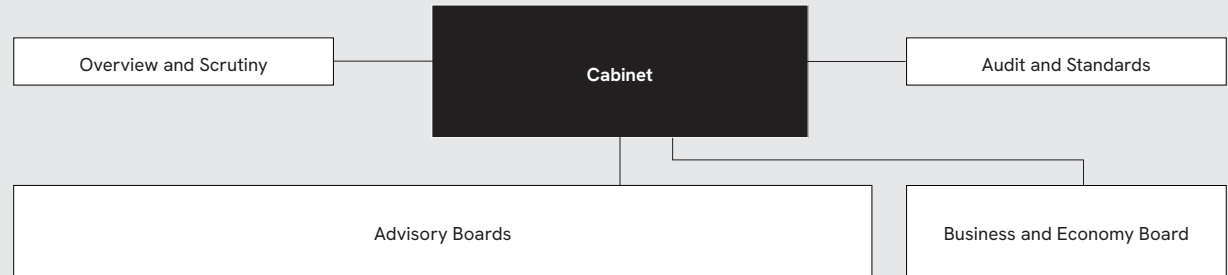 Overview and Scrutiny
Cabinet
Audit and Standards
Advisory Boards
Business and Economy Board